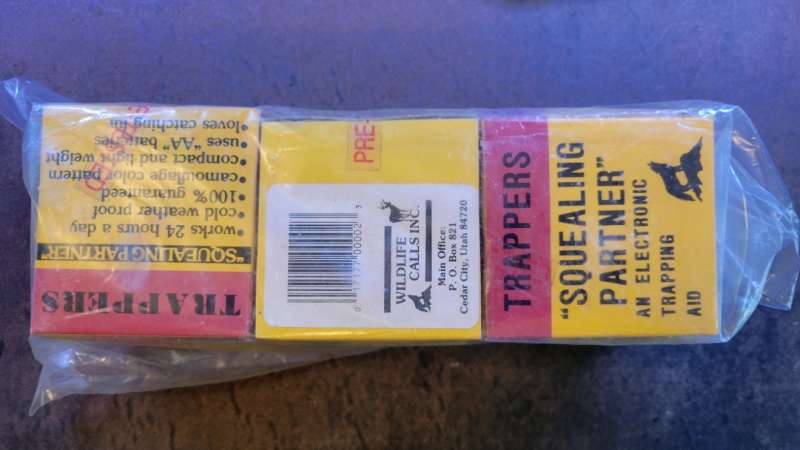 TRAPPERS
"SQUEALING PARTNER"
• works 24 hours a day
• cold weather proof
• 100% guaranteed
• camouflage color pattern
• compact and light weight
• uses "AA" batteries
• loves catching fur
PRE-
WILDLIFE
CALLS INC.
Main Office:
P. O. Box 821
Cedar City, Utah 84720
TRAPPERS
"SQUEALING
PARTNER"
AN ELECTRONIC
TRAPPING
AID